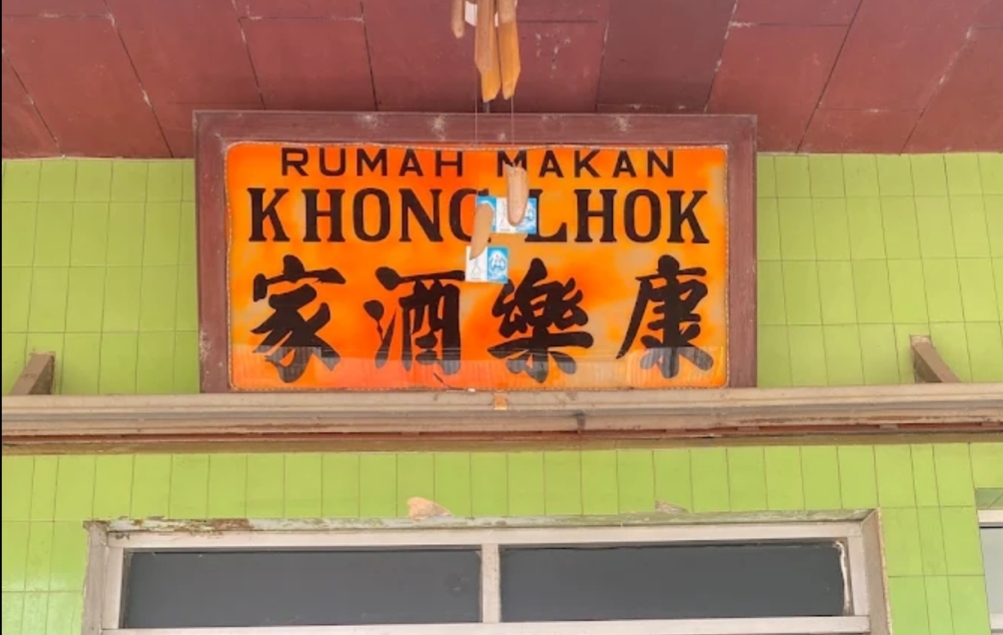 RUMAH MAKAN
KHONG LHOK
康樂酒家